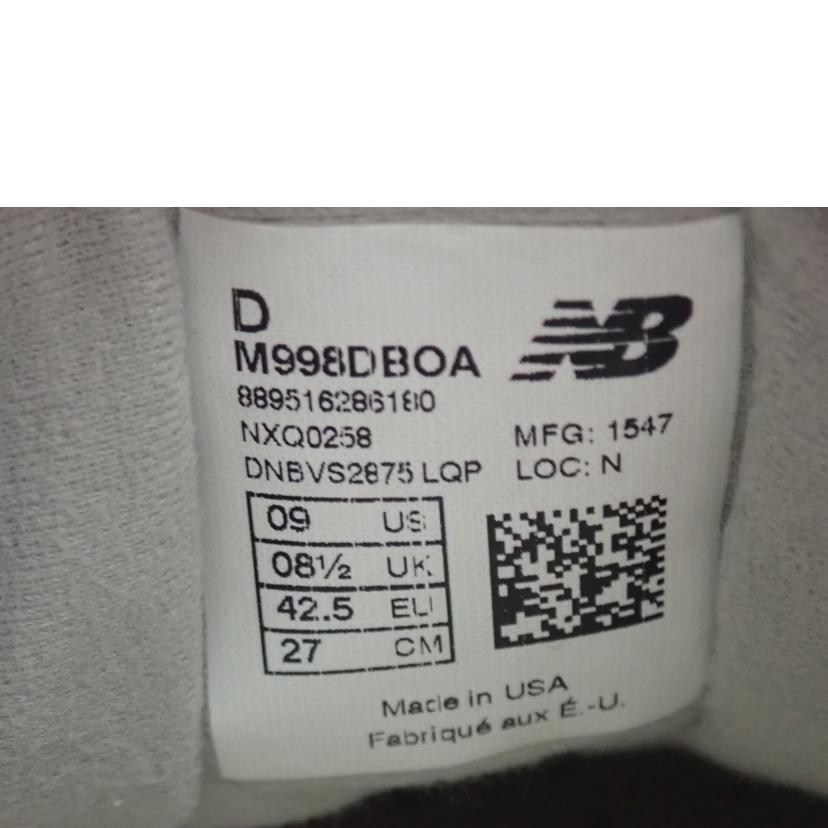 D
NB
M998DBOA
889516286180
NXQ0258
MFG: 1547
DNBVS2875 LQP
LOC: N
09 US
08½ UK
42.5 EU
27 CM
Made in USA
Fabriqué aux É.-U.